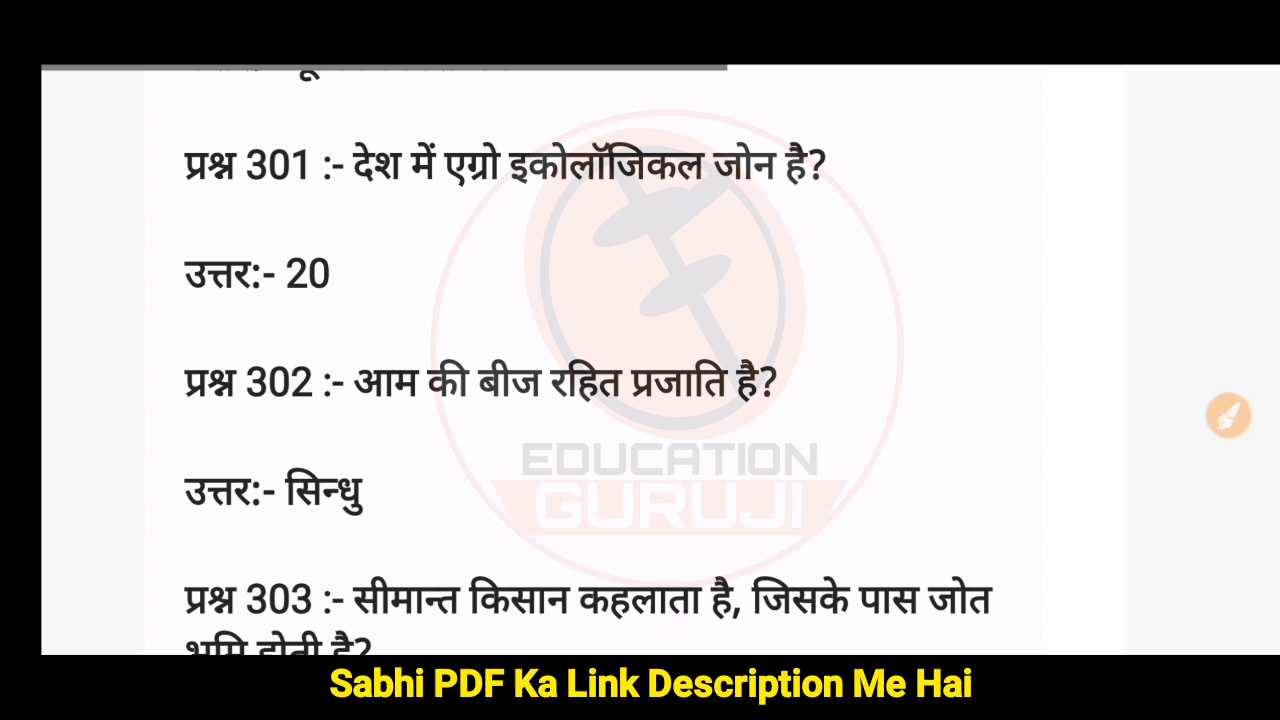 प्रश्न 301 :- देश में एग्रो इकोलॉजिकल जोन है?
उत्तर:- 20
प्रश्न 302 :- आम की बीज रहित प्रजाति है?
EDUCATION
उत्तर:- सिन्धु
GURUJI
प्रश्न 303 :- सीमान्त किसान कहलाता है, जिसके पास जोत
भूमि होती है?
Sabhi PDF Ka Link Description Me Hai